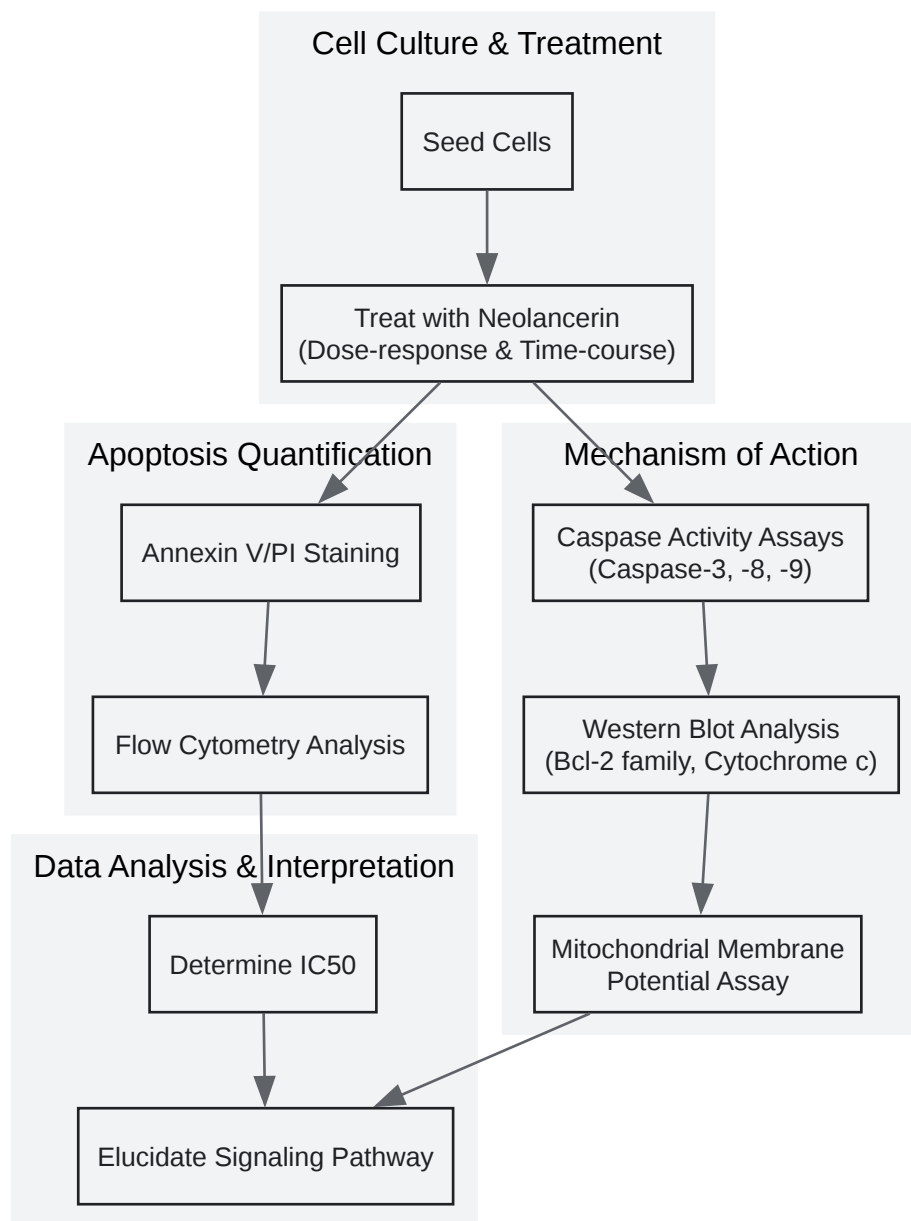 Cell Culture & Treatment
Seed Cells
Treat with Neolancerin
(Dose-response & Time-course)
Apoptosis Quantification
Annexin V/PI Staining
Flow Cytometry Analysis
Mechanism of Action
Caspase Activity Assays
(Caspase-3, -8, -9)
Western Blot Analysis
(Bcl-2 family, Cytochrome c)
Mitochondrial Membrane
Potential Assay
Data Analysis & Interpretation
Determine IC50
Elucidate Signaling Pathway